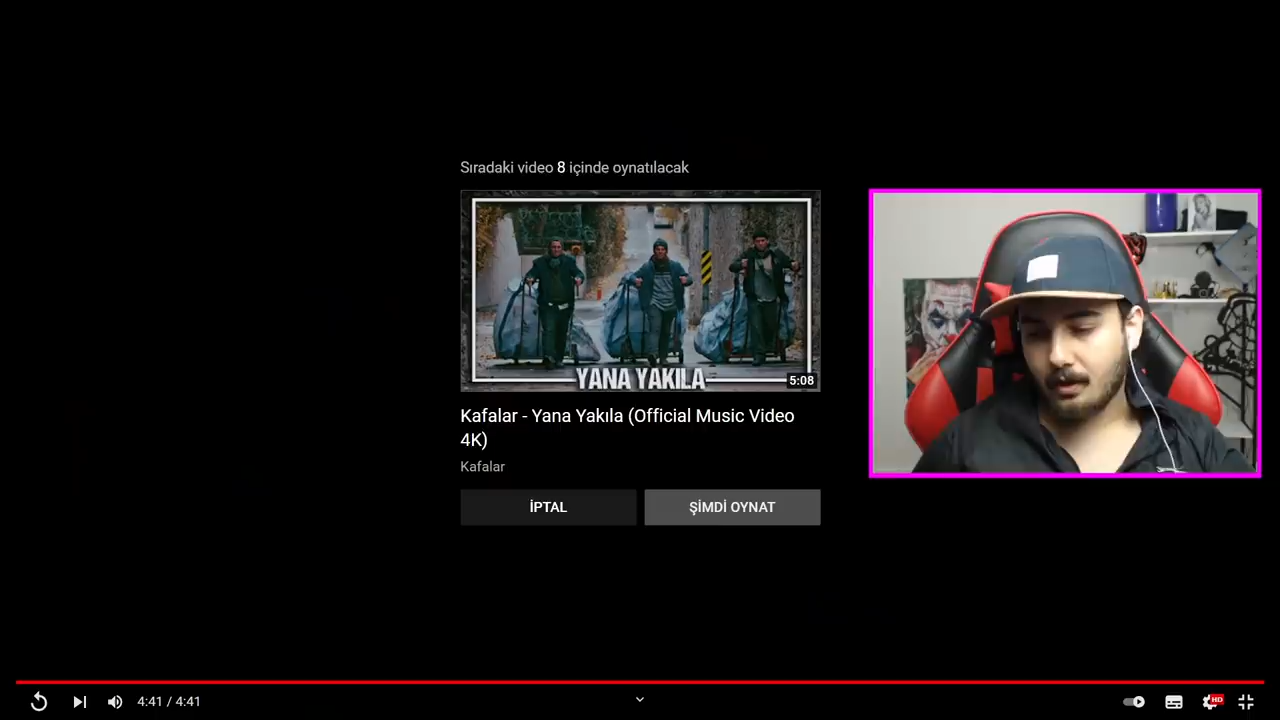 Sıradaki video 8 içinde oynatılacak
YANA YAKILA
5:08
Kafalar - Yana Yakıla (Official Music Video
4K)
Kafalar
İPTAL
ŞİMDİ OYNAT
4:41 / 4:41
HD